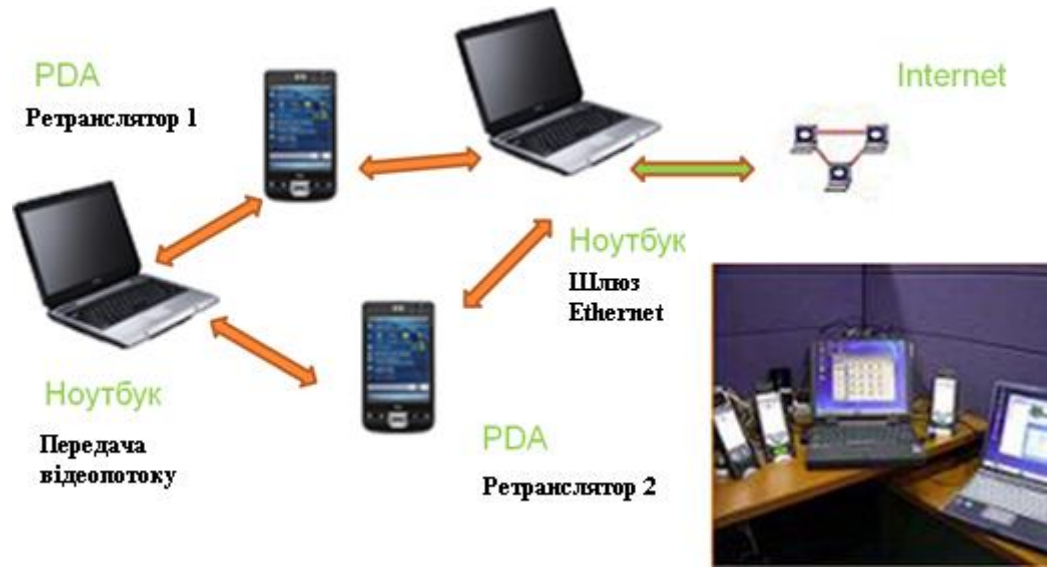 PDA
Ретранслятор 1
Internet
Ноутбук
Шлюз
Ethernet
Ноутбук
Передача
відеопотоку
PDA
Ретранслятор 2